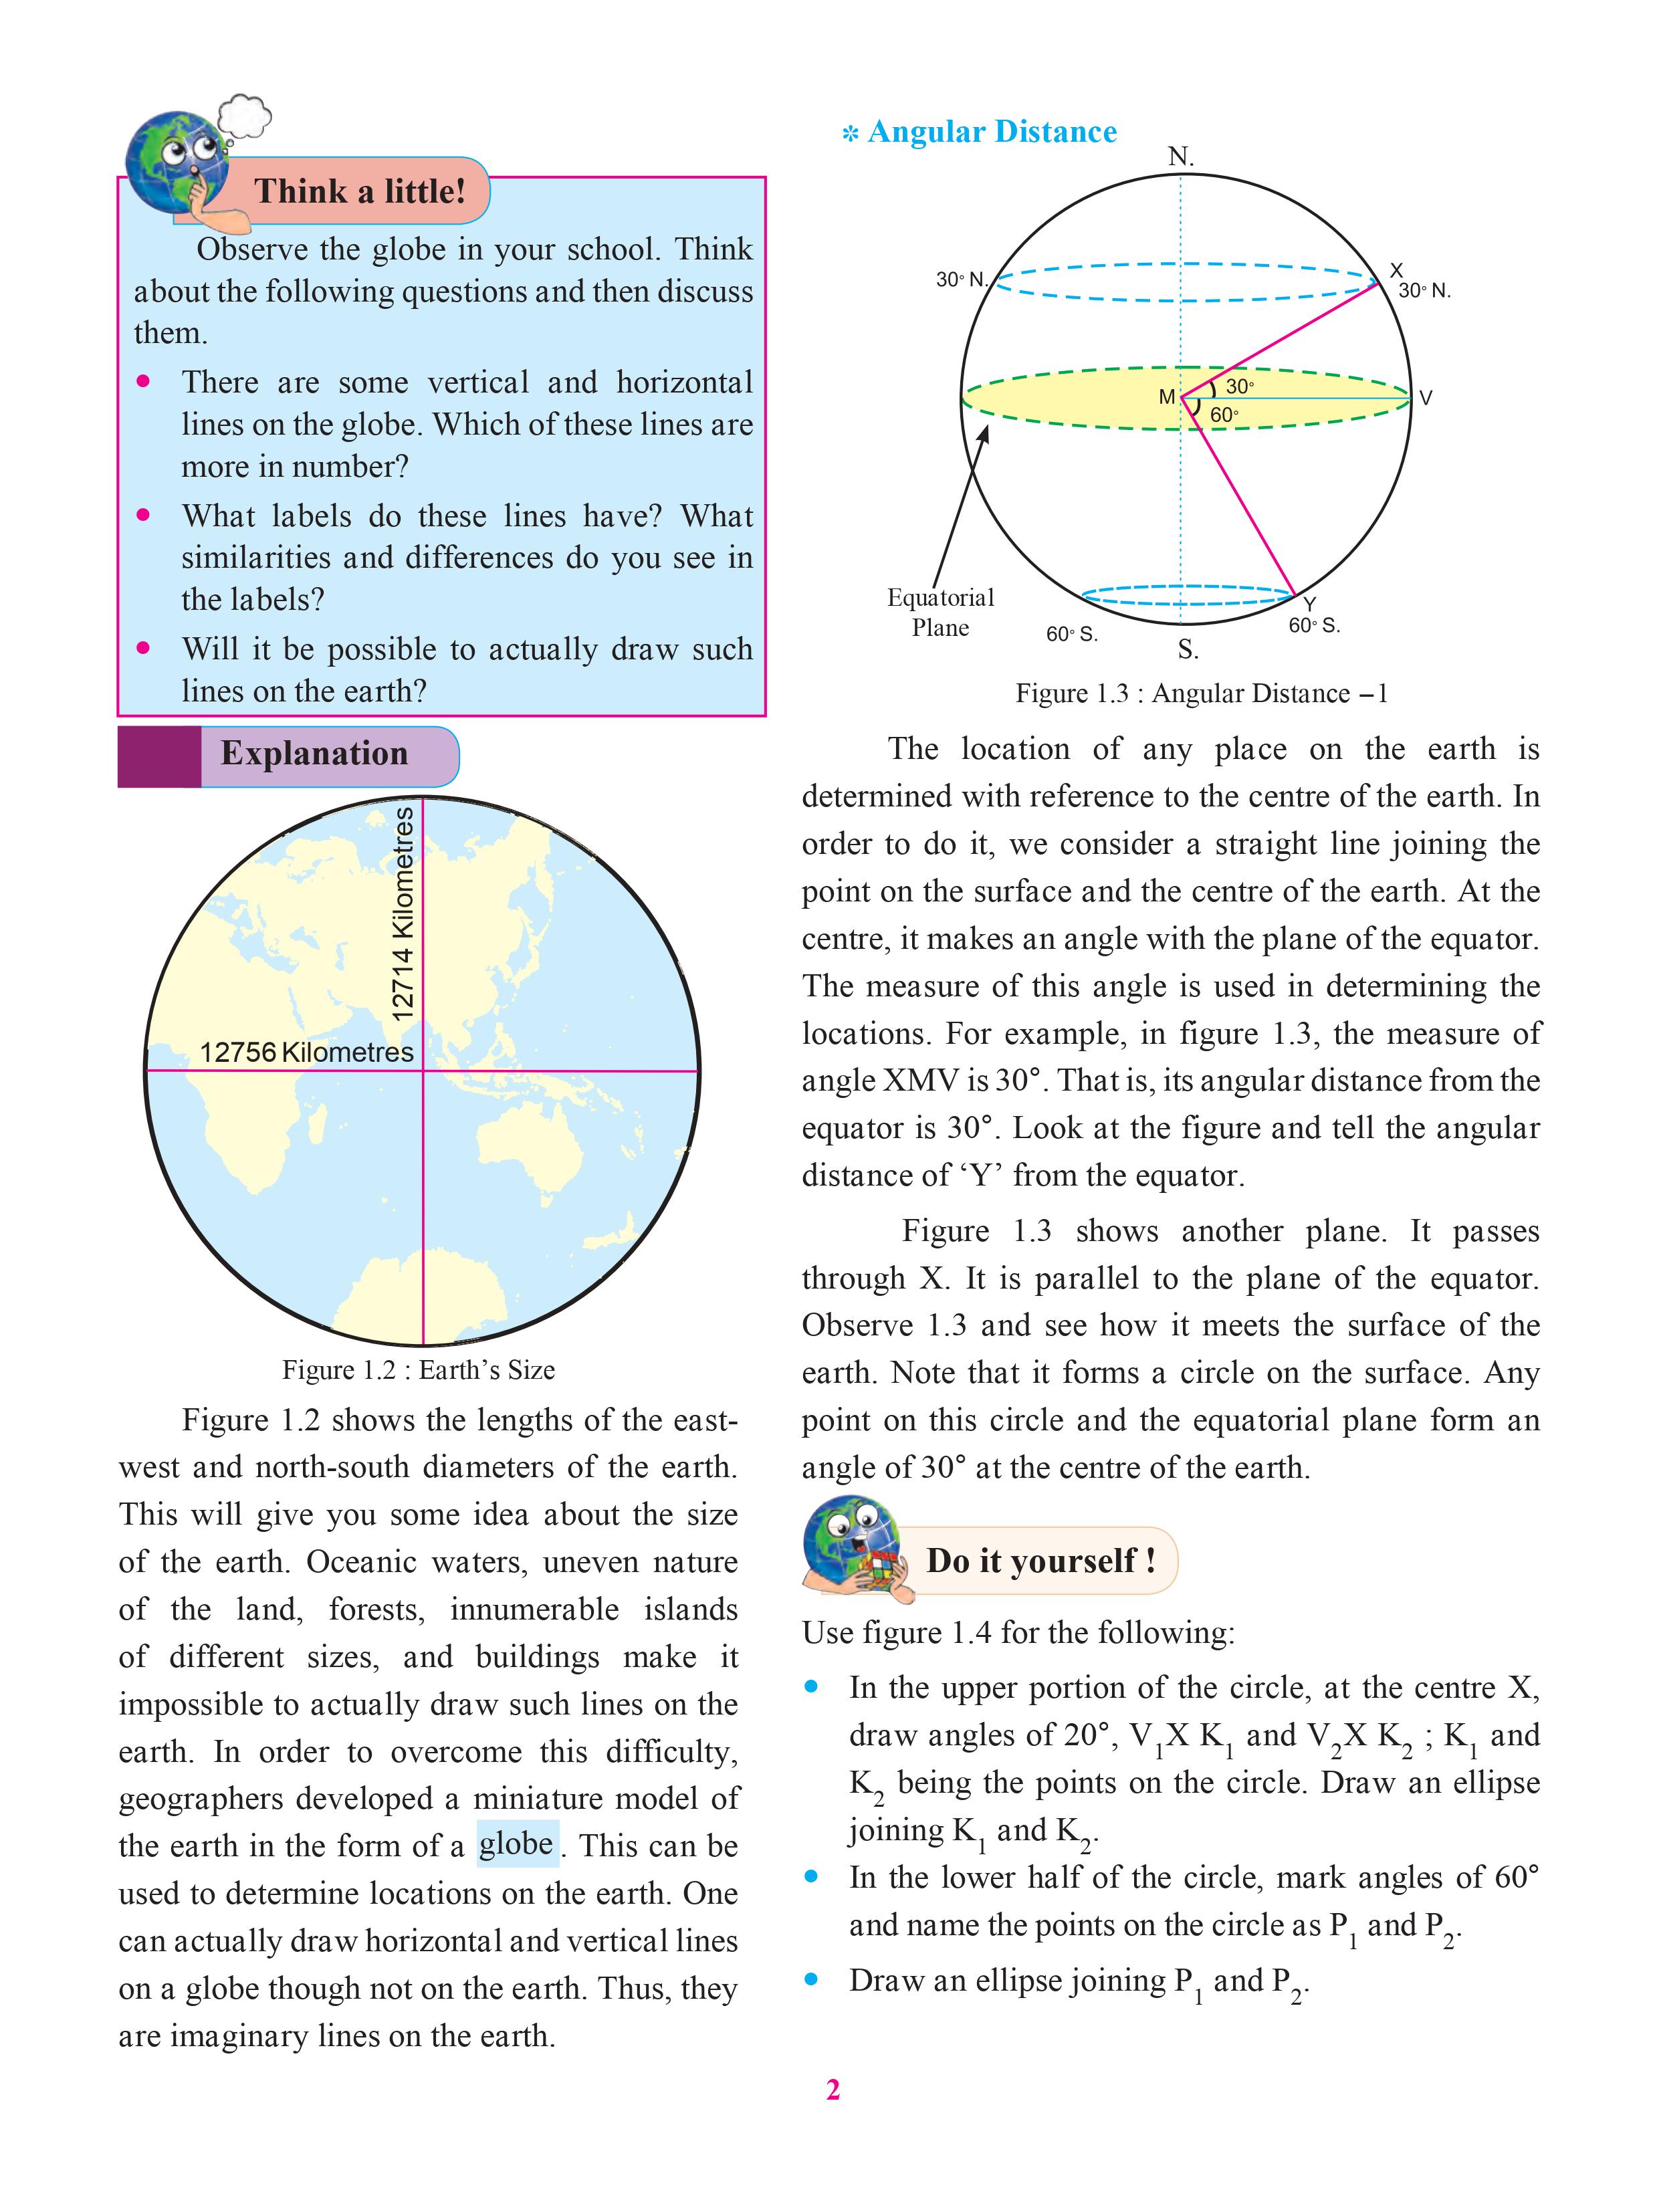 Think a little!
Observe the globe in your school. Think
about the following questions and then discuss
them.
• There are some vertical and horizontal
lines on the globe. Which of these lines are
more in number?
• What labels do these lines have? What
similarities and differences do you see in
the labels?
• Will it be possible to actually draw such
lines on the earth?
Explanation
12714 Kilometres
12756 Kilometres
Figure 1.2 : Earth’s Size
Figure 1.2 shows the lengths of the east-
west and north-south diameters of the earth.
This will give you some idea about the size
of the earth. Oceanic waters, uneven nature
of the land, forests, innumerable islands
of different sizes, and buildings make it
impossible to actually draw such lines on the
earth. In order to overcome this difficulty,
geographers developed a miniature model of
the earth in the form of a globe . This can be
used to determine locations on the earth. One
can actually draw horizontal and vertical lines
on a globe though not on the earth. Thus, they
are imaginary lines on the earth.
* Angular Distance
N.
30° N.
X
30° N.
M
30°
V
60°
Equatorial
Plane
60° S.
Y
60° S.
S.
Figure 1.3 : Angular Distance –1
The location of any place on the earth is
determined with reference to the centre of the earth. In
order to do it, we consider a straight line joining the
point on the surface and the centre of the earth. At the
centre, it makes an angle with the plane of the equator.
The measure of this angle is used in determining the
locations. For example, in figure 1.3, the measure of
angle XMV is 30°. That is, its angular distance from the
equator is 30°. Look at the figure and tell the angular
distance of ‘Y’ from the equator.
Figure 1.3 shows another plane. It passes
through X. It is parallel to the plane of the equator.
Observe 1.3 and see how it meets the surface of the
earth. Note that it forms a circle on the surface. Any
point on this circle and the equatorial plane form an
angle of 30° at the centre of the earth.
Do it yourself !
Use figure 1.4 for the following:
• In the upper portion of the circle, at the centre X,
draw angles of 20°, V₁X K₁ and V₂X K₂ ; K₁ and
K₂ being the points on the circle. Draw an ellipse
joining K₁ and K₂.
• In the lower half of the circle, mark angles of 60°
and name the points on the circle as P₁ and P₂.
• Draw an ellipse joining P₁ and P₂.
2